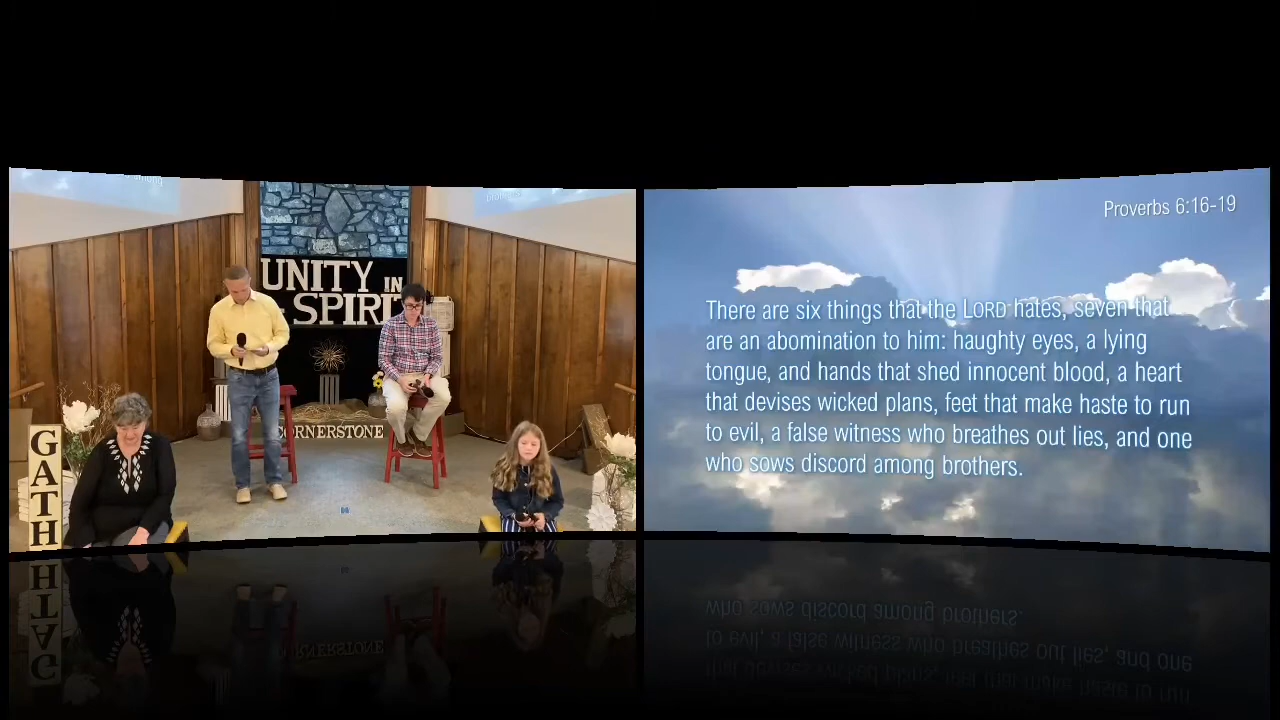 UNITY IN
SPIRIT
CORNERSTONE
GATH
Proverbs 6:16-19
There are six things that the LORD hates, seven that
are an abomination to him: haughty eyes, a lying
tongue, and hands that shed innocent blood, a heart
that devises wicked plans, feet that make haste to run
to evil, a false witness who breathes out lies, and one
who sows discord among brothers.